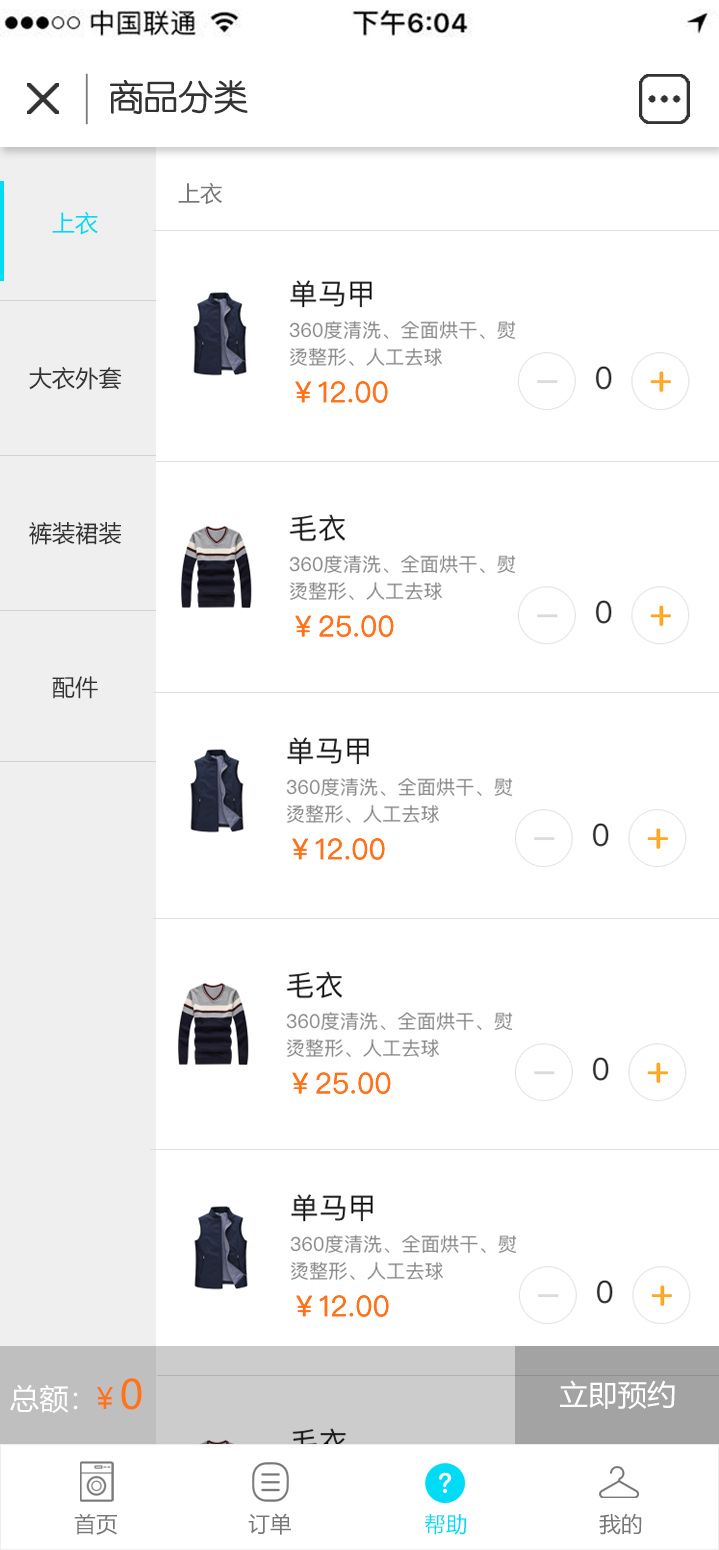 中国联通 下午6:04
商品分类
上衣
大衣外套
裤装裙装
配件
上衣
单马甲
360度清洗、全面烘干、熨
烫整形、人工去球
¥12.00
0
毛衣
360度清洗、全面烘干、熨
烫整形、人工去球
¥25.00
0
单马甲
360度清洗、全面烘干、熨
烫整形、人工去球
¥12.00
0
毛衣
360度清洗、全面烘干、熨
烫整形、人工去球
¥25.00
0
单马甲
360度清洗、全面烘干、熨
烫整形、人工去球
¥12.00
0
毛衣
总额：¥0
立即预约
首页
订单
帮助
我的